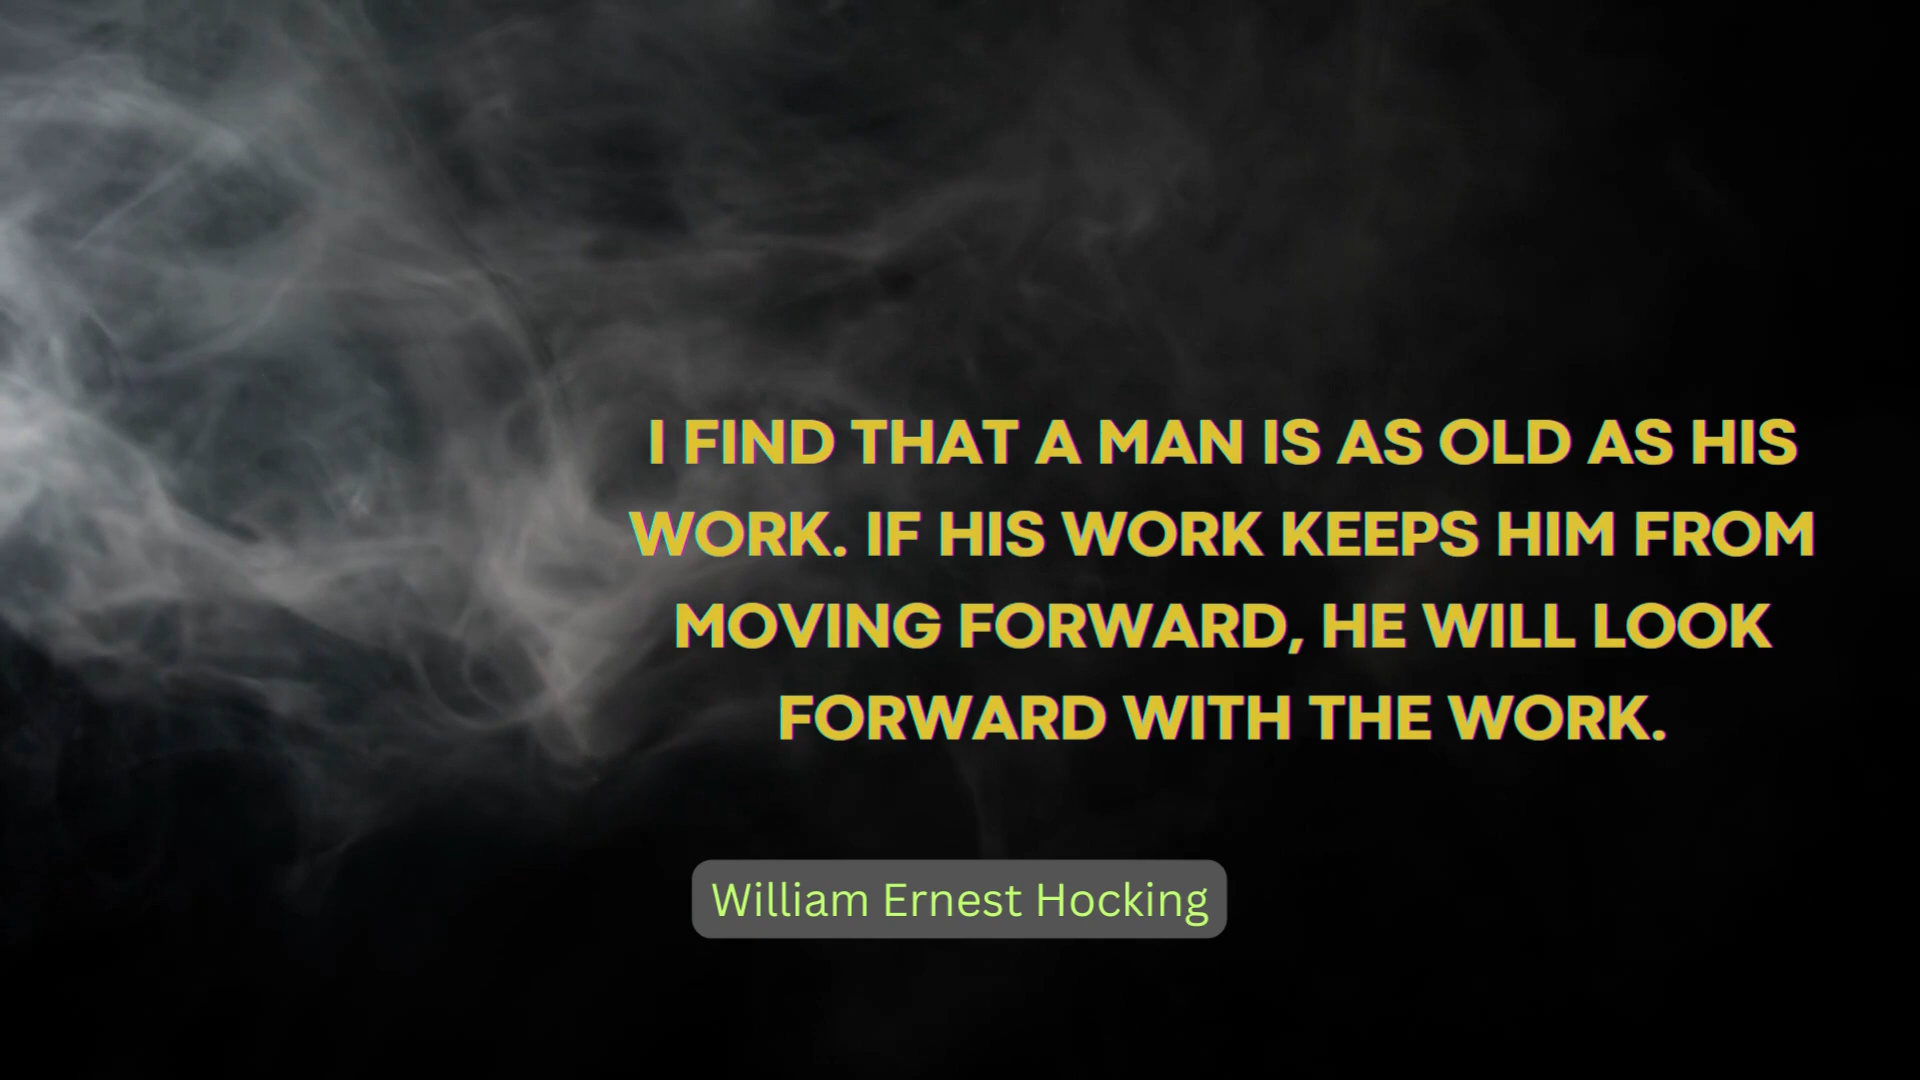 I FIND THAT A MAN IS AS OLD AS HIS
WORK. IF HIS WORK KEEPS HIM FROM
MOVING FORWARD, HE WILL LOOK
FORWARD WITH THE WORK.
William Ernest Hocking